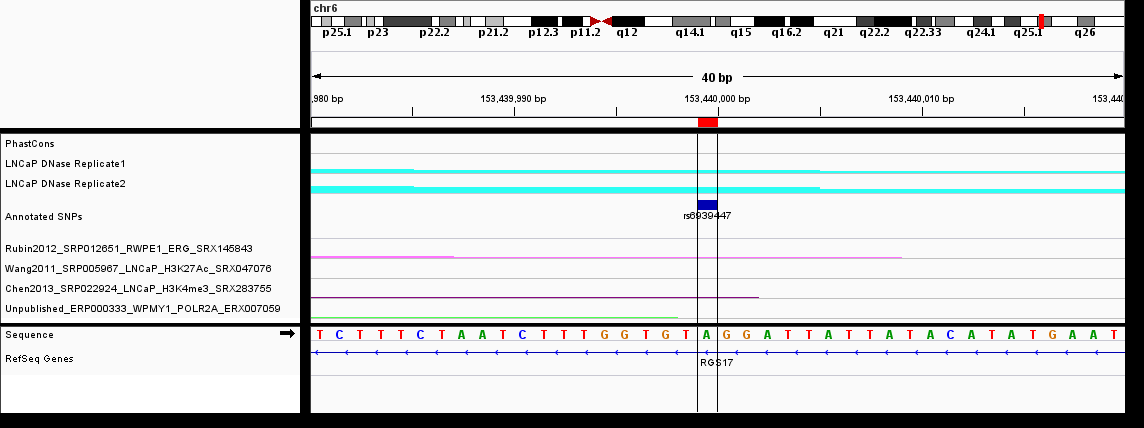 chr6
p25.1 p23 p22.2 p21.2 p12.3 p11.2 q12 q14.1 q15 q16.2 q21 q22.2 q22.33 q24.1 q25.1 q26
40 bp
,980 bp 153,439,990 bp 153,440,000 bp 153,440,010 bp 153,440
PhastCons
LNCaP DNase Replicate1
LNCaP DNase Replicate2
Annotated SNPs
rs6939447
Rubin2012_SRP012651_RWPE1_ERG_SRX145843
Wang2011_SRP005967_LNCaP_H3K27Ac_SRX047076
Chen2013_SRP022924_LNCaP_H3K4me3_SRX283755
Unpublished_ERP000333_WPMY1_POLR2A_ERX007059
Sequence
T C T T T C T A A T C T T T G G T G T A G G A T T A T T A T A C A T A T G A A T
RefSeq Genes
RGS17